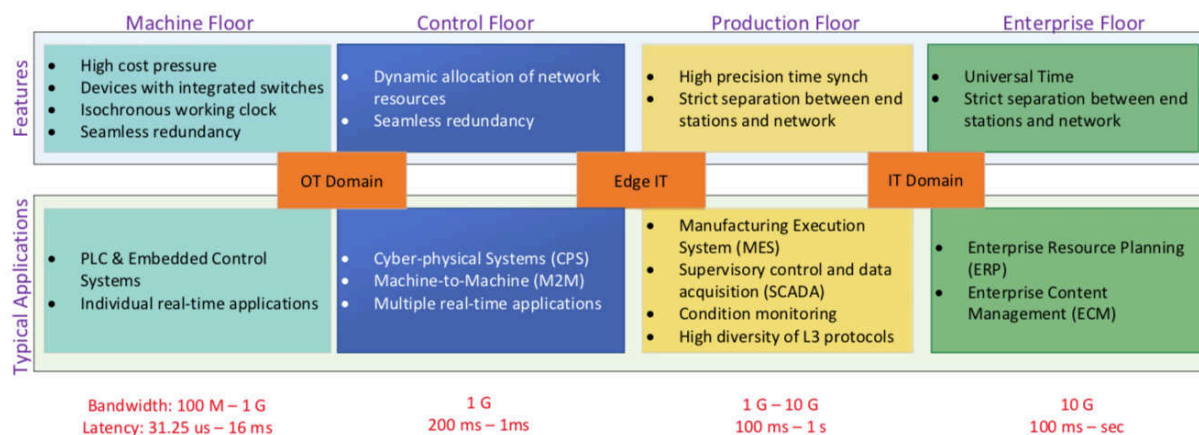 Machine Floor
Control Floor
Production Floor
Enterprise Floor
Features
• High cost pressure
• Devices with integrated switches
• Isochronous working clock
• Seamless redundancy
• Dynamic allocation of network
resources
• Seamless redundancy
• High precision time synch
• Strict separation between end
stations and network
• Universal Time
• Strict separation between end
stations and network
OT Domain
Edge IT
IT Domain
Typical Applications
• PLC & Embedded Control
Systems
• Individual real-time applications
• Cyber-physical Systems (CPS)
• Machine-to-Machine (M2M)
• Multiple real-time applications
• Manufacturing Execution
System (MES)
• Supervisory control and data
acquisition (SCADA)
• Condition monitoring
• High diversity of L3 protocols
• Enterprise Resource Planning
(ERP)
• Enterprise Content
Management (ECM)
Bandwidth: 100 M – 1 G
Latency: 31.25 us – 16 ms
1 G
200 ms – 1ms
1 G – 10 G
100 ms – 1 s
10 G
100 ms – sec